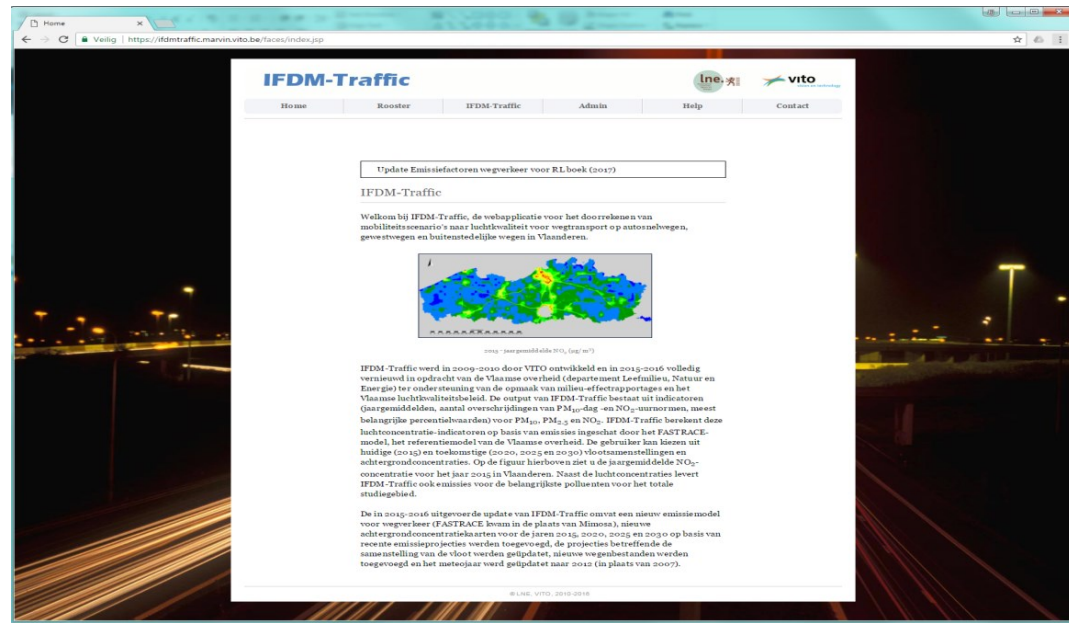 Home
Veilig | https://ifdmtraffic.marvin.vito.be/faces/index.jsp
IFDM-Traffic
lne.
vito
Home Rooster IFDM-Traffic Admin Help Contact
Update Emissiefactoren wegverkeer voor RL boek (2017)
IFDM-Traffic
Welkom bij IFDM-Traffic, de webapplicatie voor het doorrekenen van
mobiliteitsscenario's naar luchtkwaliteit voor wegtransport op autosnelwegen,
gewestwegen en buitenstedelijke wegen in Vlaanderen.
2015 - jaargemiddelde NO₂ (µg/m³)
IFDM-Traffic werd in 2009-2010 door VITO ontwikkeld en in 2015-2016 volledig
vernieuwd in opdracht van de Vlaamse overheid (departement Leefmilieu, Natuur en
Energie) ter ondersteuning van de opmaak van milieu-effectrapportages en het
Vlaamse luchtkwaliteitsbeleid. De output van IFDM-Traffic bestaat uit indicatoren
(jaargemiddelden, aantal overschrijdingen van PM₁₀-dag -en NO₂-uurnormen, meest
belangrijke percentielwaarden) voor PM₁₀, PM₂.₅ en NO₂. IFDM-Traffic berekent deze
luchtconcentratie-indicatoren op basis van emissies ingeschat door het FASTRACE-
model, het referentiemodel van de Vlaamse overheid. De gebruiker kan kiezen uit
huidige (2015) en toekomstige (2020, 2025 en 2030) vlootsamenstellingen en
achtergrondconcentraties. Op de figuur hierboven ziet u de jaargemiddelde NO₂-
concentratie voor het jaar 2015 in Vlaanderen. Naast de luchtconcentraties levert
IFDM-Traffic ook emissies voor de belangrijkste polluenten voor het totale
studiegebied.
De in 2015-2016 uitgevoerde update van IFDM-Traffic omvat een nieuw emissiemodel
voor wegverkeer (FASTRACE kwam in de plaats van Mimosa), nieuwe
achtergrondconcentratiekaarten voor de jaren 2015, 2020, 2025 en 2030 op basis van
recente emissieprojecties werden toegevoegd, de projecties betreffende de
samenstelling van de vloot werden geüpdatet, nieuwe wegenbestanden werden
toegevoegd en het meteojaar werd geüpdatet naar 2012 (in plaats van 2007).
© LNE, VITO, 2010-2016